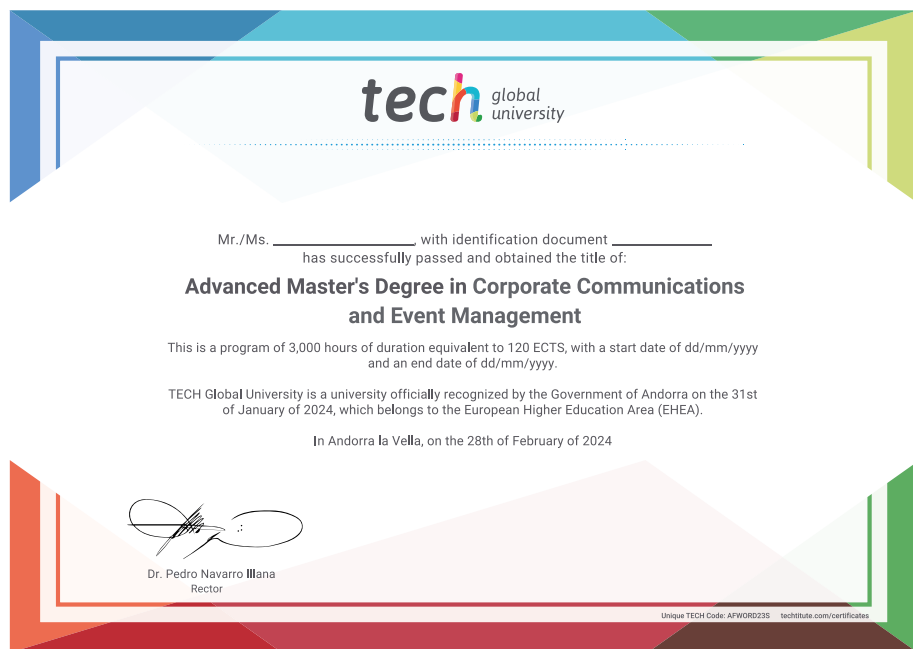 tech global
university
Mr./Ms. ____________, with identification document ____________
has successfully passed and obtained the title of:
Advanced Master's Degree in Corporate Communications
and Event Management
This is a program of 3,000 hours of duration equivalent to 120 ECTS, with a start date of dd/mm/yyyy
and an end date of dd/mm/yyyy.
TECH Global University is a university officially recognized by the Government of Andorra on the 31st
of January of 2024, which belongs to the European Higher Education Area (EHEA).
In Andorra la Vella, on the 28th of February of 2024
Dr. Pedro Navarro Illana
Rector
Unique TECH Code: AFWORD23S techtitute.com/certificates